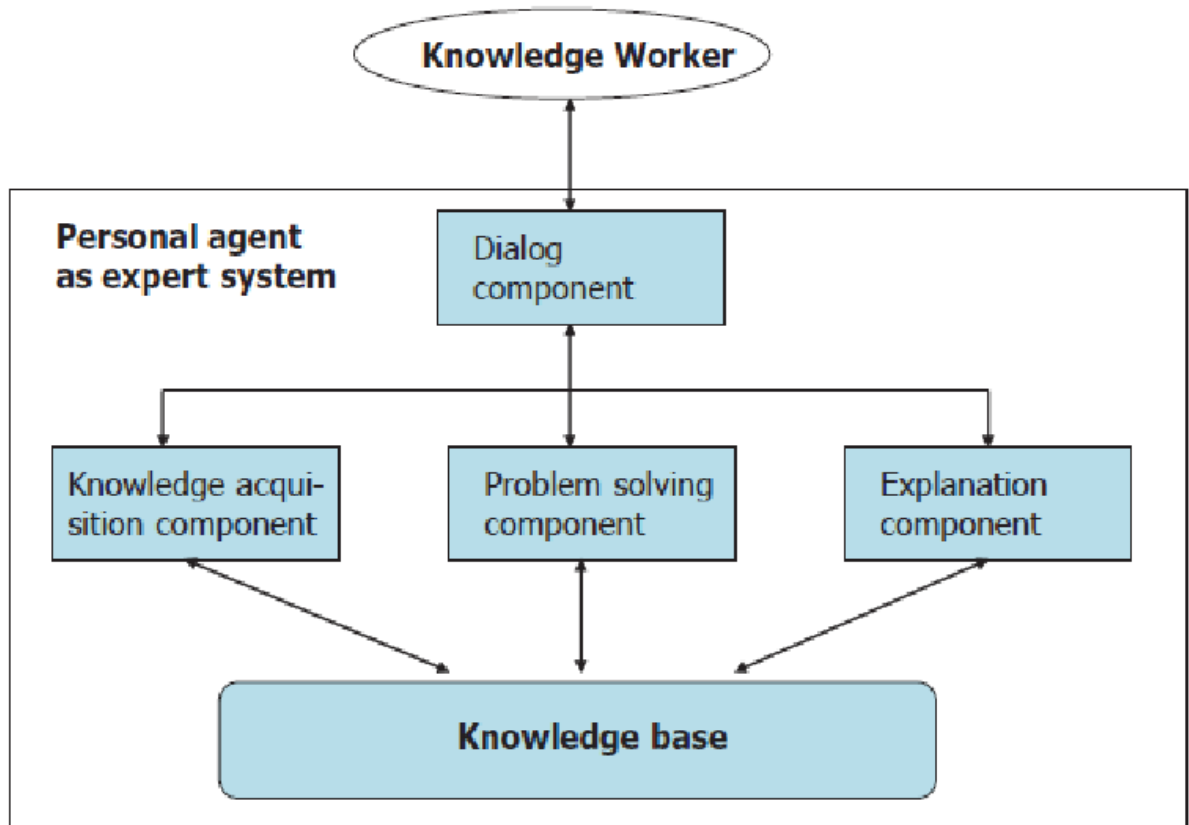 Knowledge Worker
Personal agent
as expert system
Dialog
component
Knowledge acqui-
sition component
Problem solving
component
Explanation
component
Knowledge base